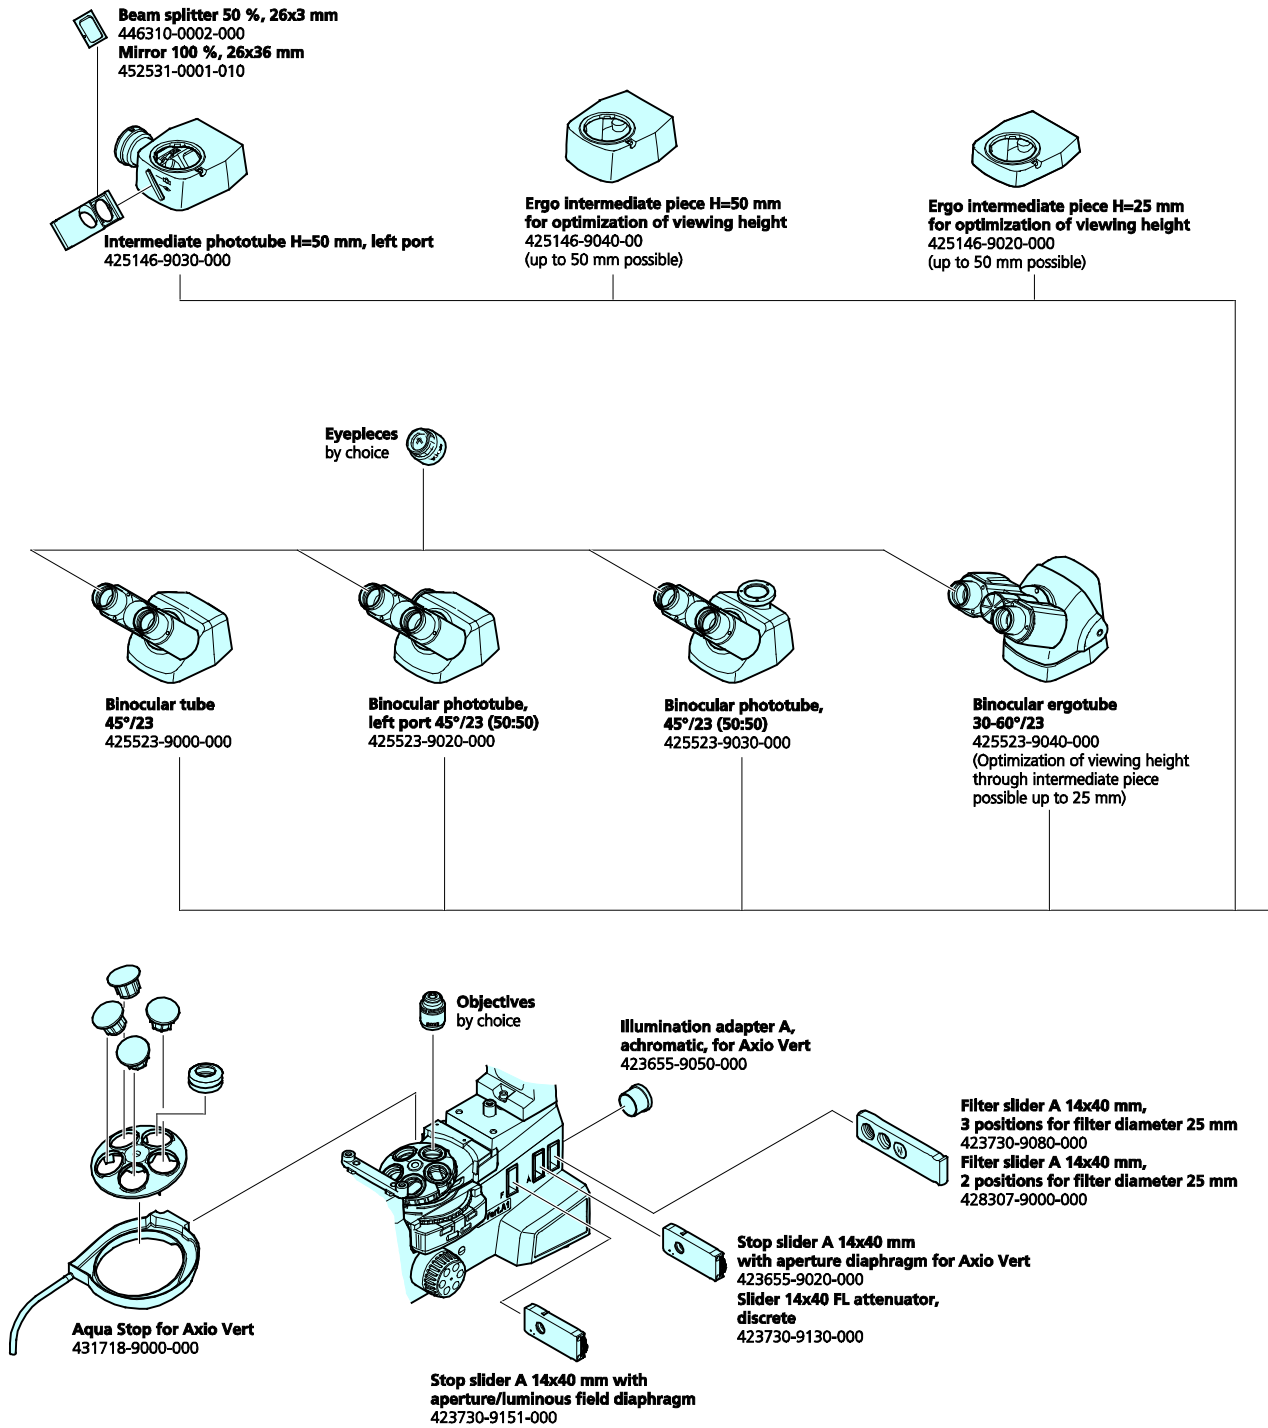 Beam splitter 50 %, 26x3 mm
446310-0002-000
Mirror 100 %, 26x36 mm
452531-0001-010
Intermediate phototube H=50 mm, left port
425146-9030-000
Ergo intermediate piece H=50 mm
for optimization of viewing height
425146-9040-00
(up to 50 mm possible)
Ergo intermediate piece H=25 mm
for optimization of viewing height
425146-9020-000
(up to 50 mm possible)
Eyepleces
by choice
Binocular tube
45°/23
425523-9000-000
Binocular phototube,
left port 45°/23 (50:50)
425523-9020-000
Binocular phototube,
45°/23 (50:50)
425523-9030-000
Binocular ergotube
30-60°/23
425523-9040-000
(Optimization of viewing height
through intermediate piece
possible up to 25 mm)
Objectives
by choice
Illumination adapter A,
achromatic, for Axio Vert
423655-9050-000
Filter slider A 14x40 mm,
3 positions for filter diameter 25 mm
423730-9080-000
Filter slider A 14x40 mm,
2 positions for filter diameter 25 mm
428307-9000-000
F
A
Vert.A1
Stop slider A 14x40 mm
with aperture diaphragm for Axio Vert
423655-9020-000
Slider 14x40 FL attenuator,
discrete
423730-9130-000
Aqua Stop for Axio Vert
431718-9000-000
Stop slider A 14x40 mm with
aperture/luminous field diaphragm
423730-9151-000